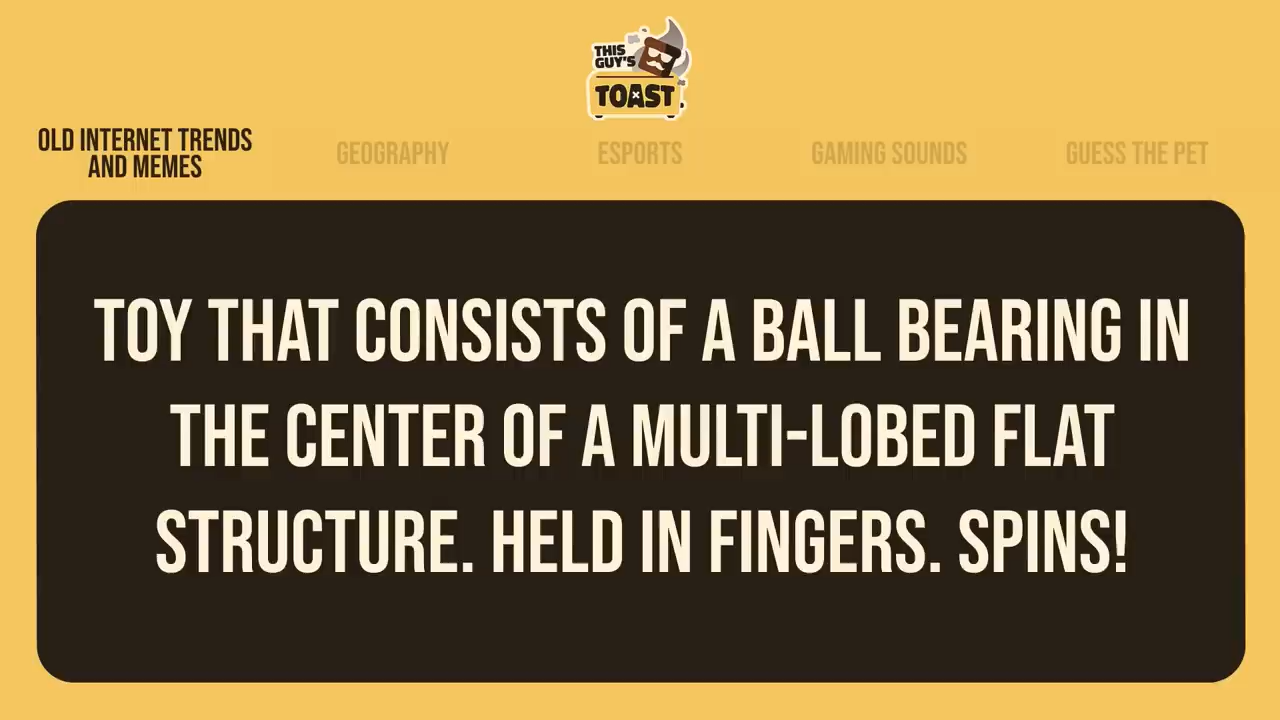 THIS
GUY'S
TOAST
OLD INTERNET TRENDS
AND MEMES
GEOGRAPHY
ESPORTS
GAMING SOUNDS
GUESS THE PET
TOY THAT CONSISTS OF A BALL BEARING IN
THE CENTER OF A MULTI-LOBED FLAT
STRUCTURE. HELD IN FINGERS. SPINS!